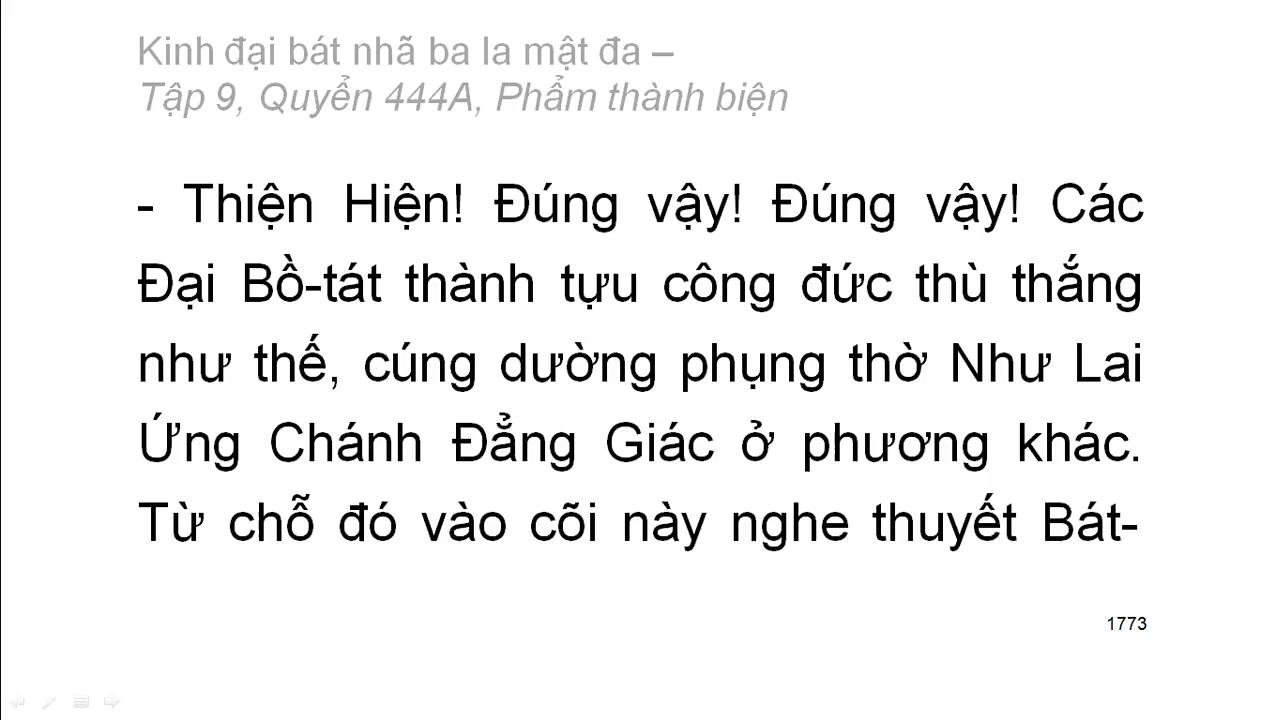 Kinh đại bát nhã ba la mật đa –
Tập 9, Quyển 444A, Phẩm thành biện
- Thiện Hiện! Đúng vậy! Đúng vậy! Các
Đại Bồ-tát thành tựu công đức thù thắng
như thế, cúng dường phụng thờ Như Lai
Ứng Chánh Đẳng Giác ở phương khác.
Từ chỗ đó vào cõi này nghe thuyết Bát-
1773